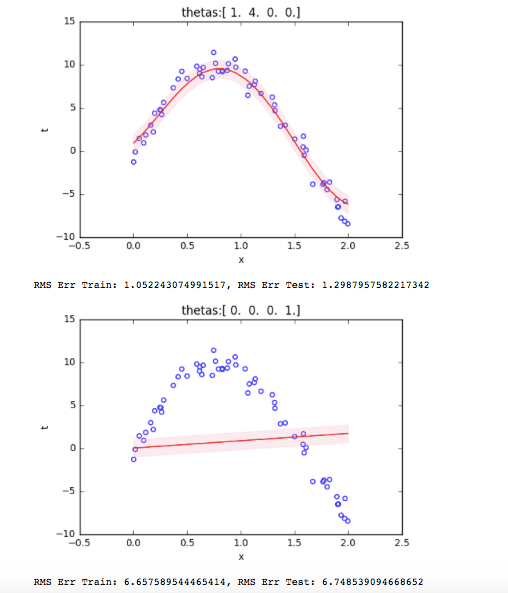 thetas:[ 1. 4. 0. 0.]
15
10
5
0
−5
−10
t
−0.5 0.0 0.5 1.0 1.5 2.0 2.5
x
RMS Err Train: 1.052243074991517, RMS Err Test: 1.2987957582217342
thetas:[ 0. 0. 0. 1.]
15
10
5
0
−5
−10
t
−0.5 0.0 0.5 1.0 1.5 2.0 2.5
x
RMS Err Train: 6.657589544465414, RMS Err Test: 6.748539094668652